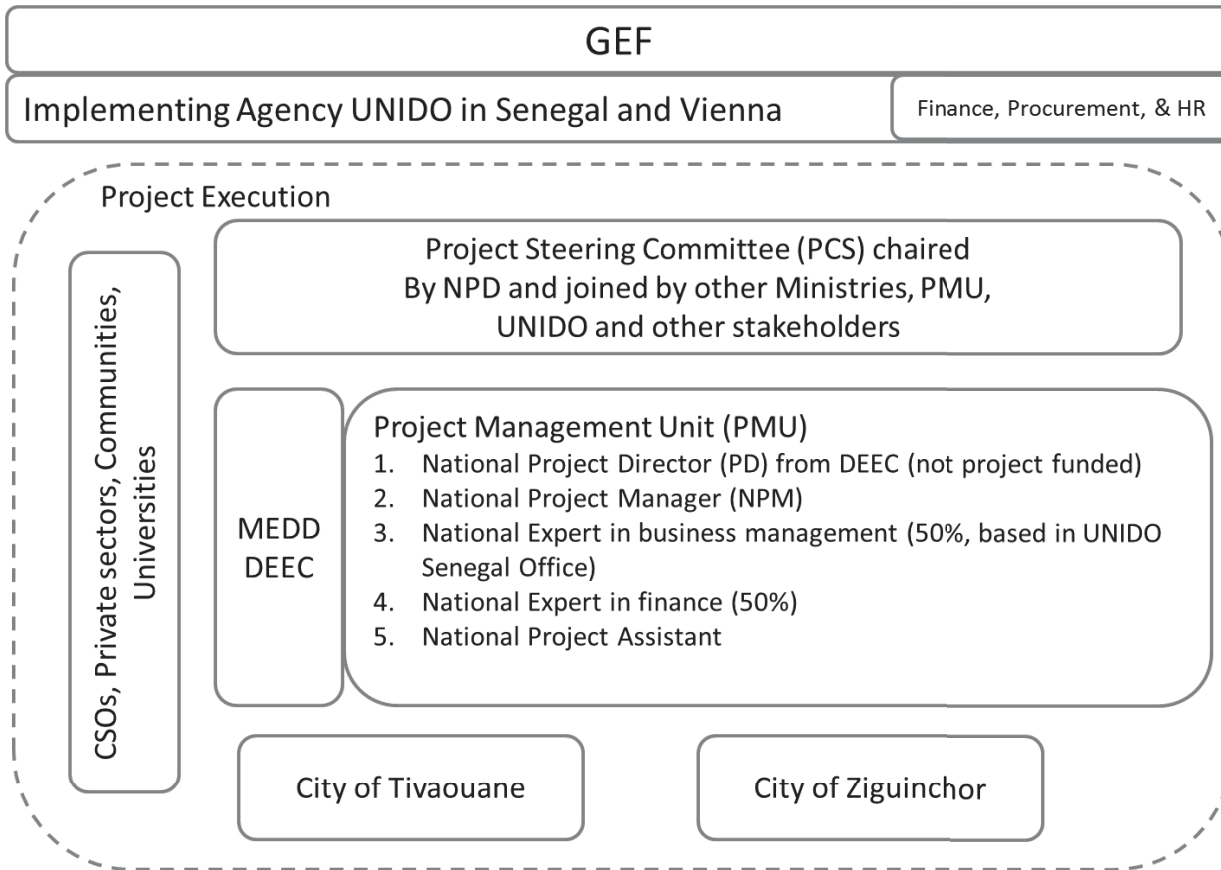 GEF
Implementing Agency UNIDO in Senegal and Vienna
Finance, Procurement, & HR
Project Execution
CSOs, Private sectors, Communities,
Universities
Project Steering Committee (PCS) chaired
By NPD and joined by other Ministries, PMU,
UNIDO and other stakeholders
MEDD
DEEC
Project Management Unit (PMU)
1. National Project Director (PD) from DEEC (not project funded)
2. National Project Manager (NPM)
3. National Expert in business management (50%, based in UNIDO
Senegal Office)
4. National Expert in finance (50%)
5. National Project Assistant
City of Tivaouane
City of Ziguinchor